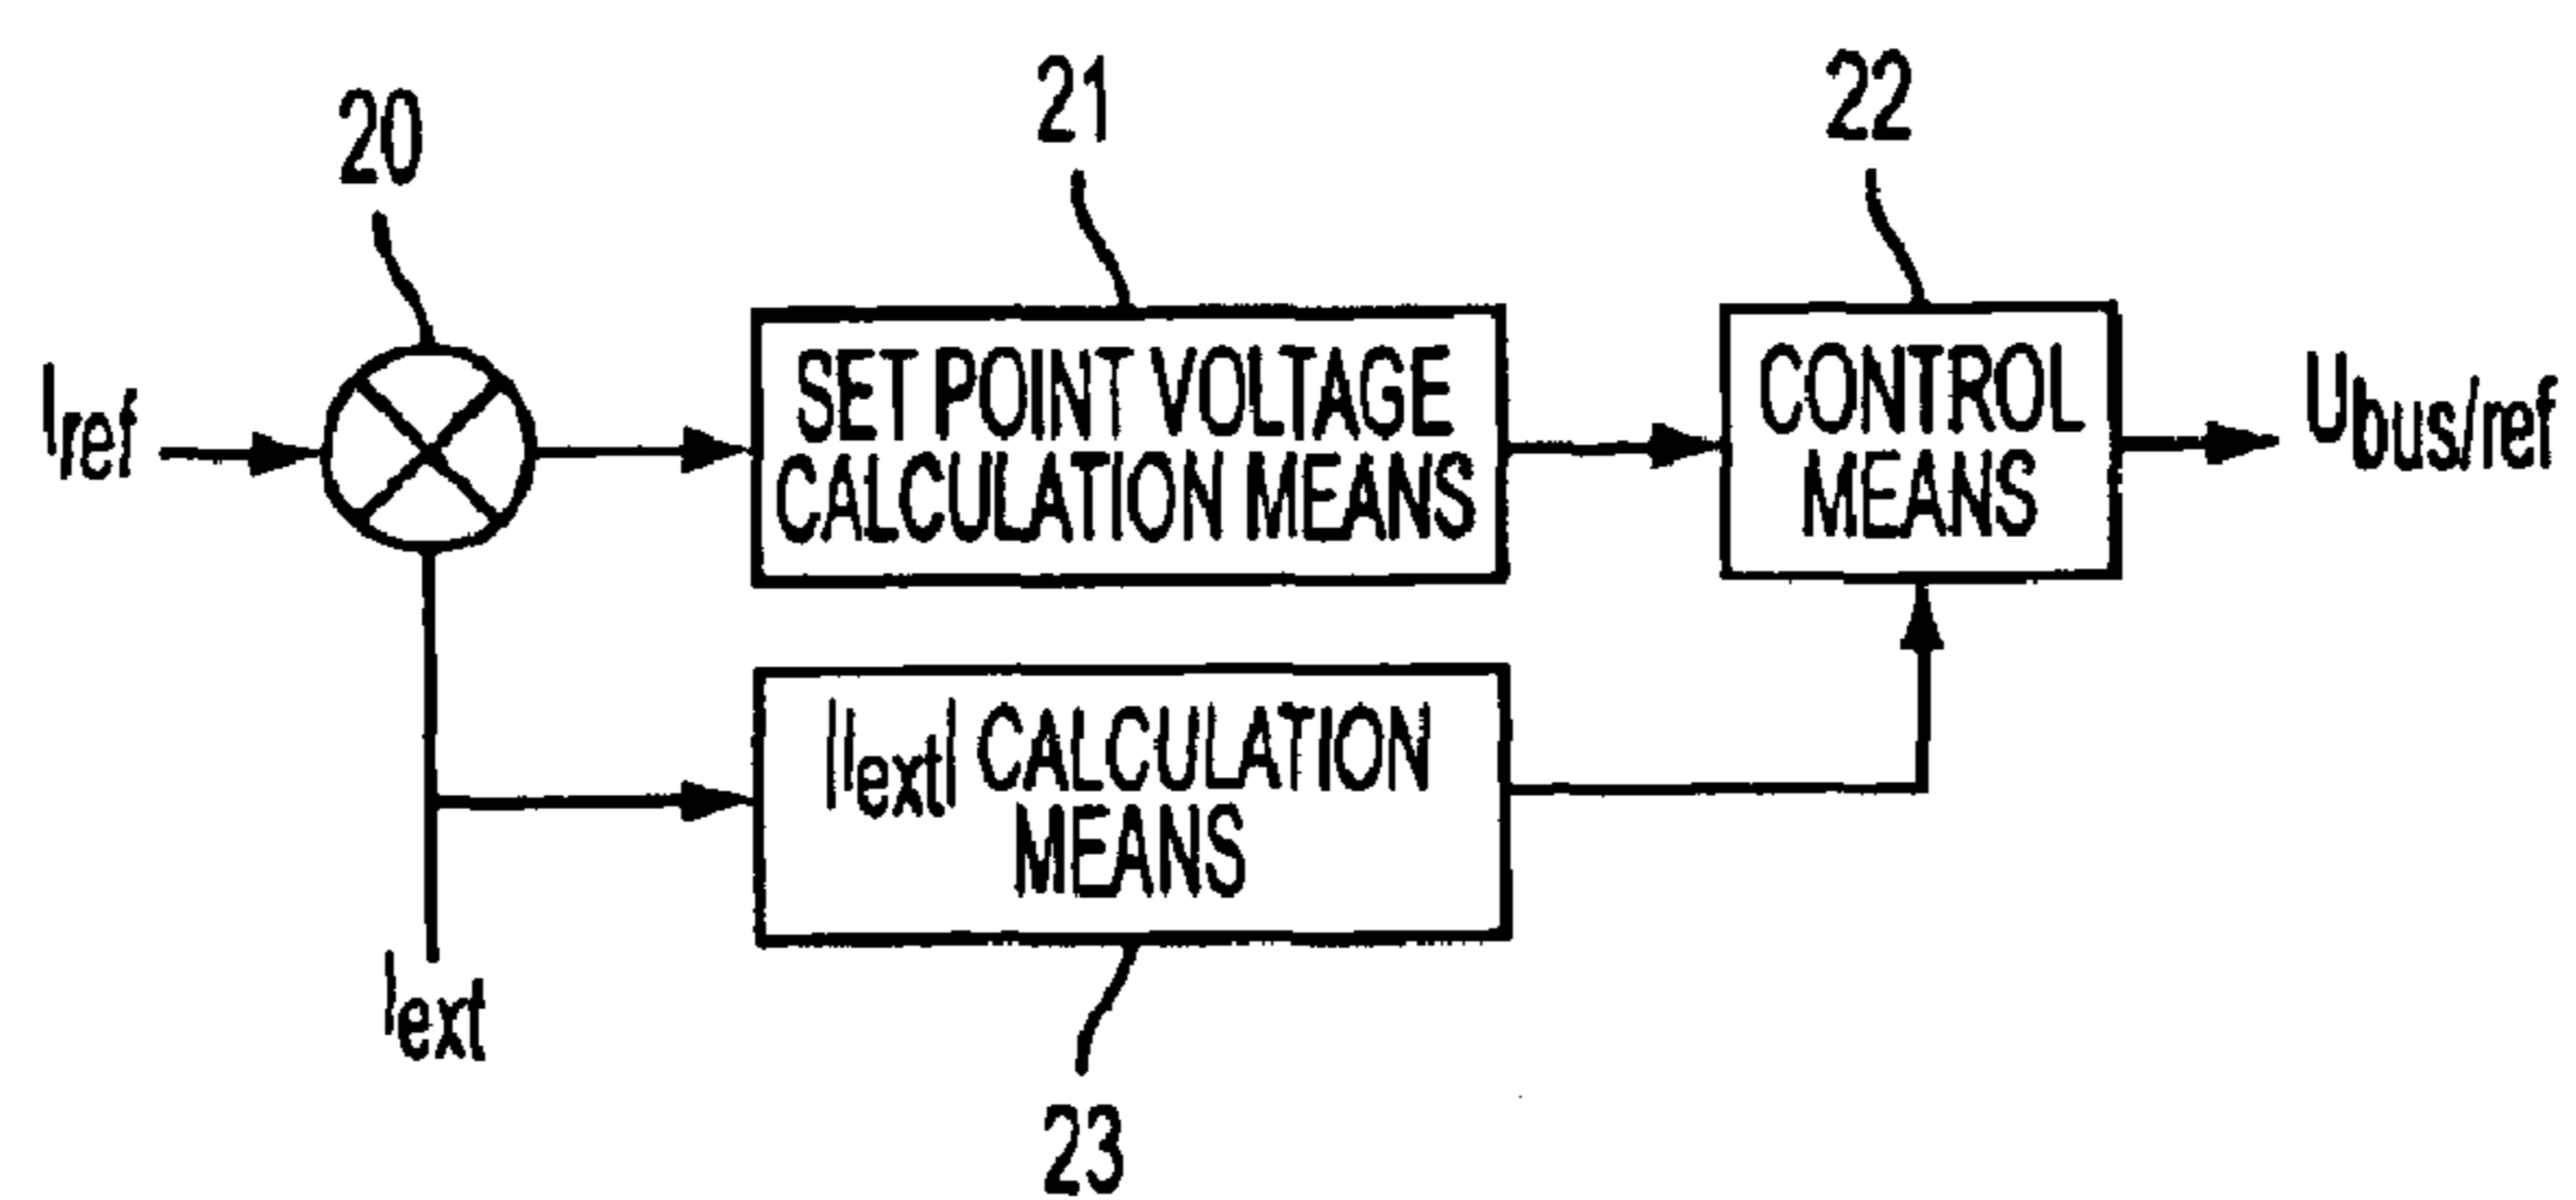 20
21
22
Iref
SET POINT VOLTAGE
CALCULATION MEANS
CONTROL
MEANS
Ubus/ref
|Iext| CALCULATION
MEANS
Iext
23